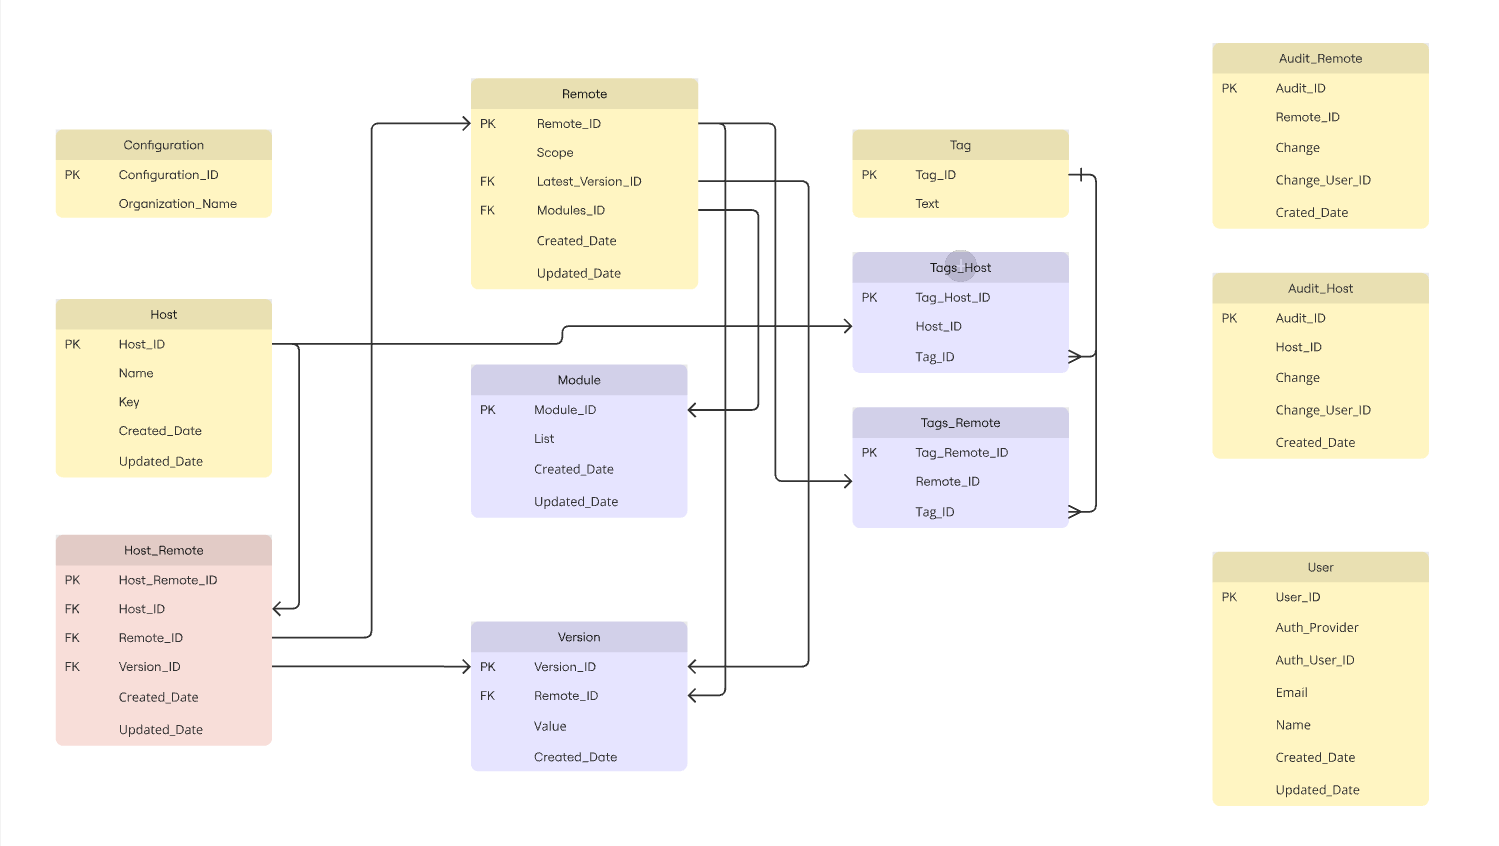 Configuration
PK Configuration_ID
Organization_Name
Host
PK Host_ID
Name
Key
Created_Date
Updated_Date
Host_Remote
PK Host_Remote_ID
FK Host_ID
FK Remote_ID
FK Version_ID
Created_Date
Updated_Date
Remote
PK Remote_ID
Scope
FK Latest_Version_ID
FK Modules_ID
Created_Date
Updated_Date
Module
PK Module_ID
List
Created_Date
Updated_Date
Version
PK Version_ID
FK Remote_ID
Value
Created_Date
Tag
PK Tag_ID
Text
Tags_Host
PK Tag_Host_ID
Host_ID
Tag_ID
Tags_Remote
PK Tag_Remote_ID
Remote_ID
Tag_ID
Audit_Remote
PK Audit_ID
Remote_ID
Change
Change_User_ID
Crated_Date
Audit_Host
PK Audit_ID
Host_ID
Change
Change_User_ID
Created_Date
User
PK User_ID
Auth_Provider
Auth_User_ID
Email
Name
Created_Date
Updated_Date